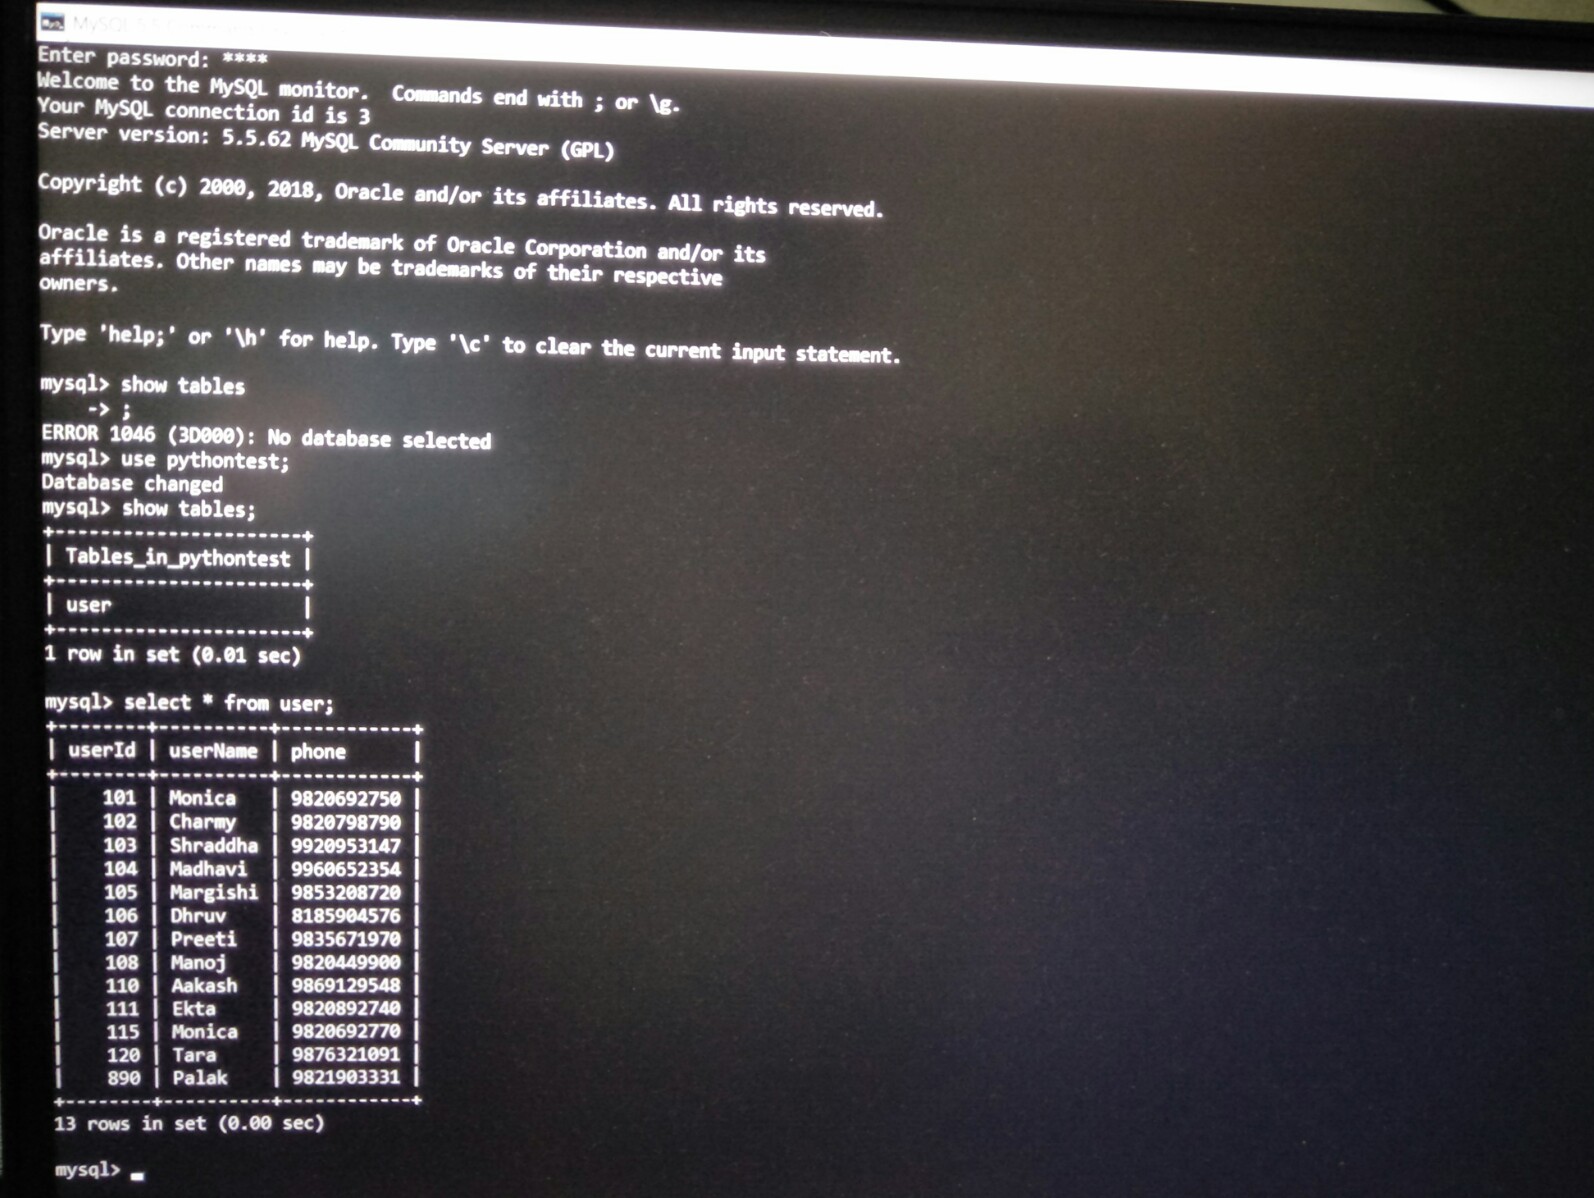 MySQL
Enter password: ****
Welcome to the MySQL monitor.  Commands end with ; or \g.
Your MySQL connection id is 3
Server version: 5.5.62 MySQL Community Server (GPL)
Copyright (c) 2000, 2018, Oracle and/or its affiliates. All rights reserved.
Oracle is a registered trademark of Oracle Corporation and/or its
affiliates. Other names may be trademarks of their respective
owners.
Type 'help;' or '\h' for help. Type '\c' to clear the current input statement.
mysql> show tables
    -> ;
ERROR 1046 (3D000): No database selected
mysql> use pythontest;
Database changed
mysql> show tables;
+----------------------+
| Tables_in_pythontest |
+----------------------+
| user                 |
+----------------------+
1 row in set (0.01 sec)
mysql> select * from user;
+--------+----------+------------+
| userId | userName | phone      |
+--------+----------+------------+
|    101 | Monica   | 9820692750 |
|    102 | Charmy   | 9820798790 |
|    103 | Shraddha | 9920953147 |
|    104 | Madhavi  | 9960652354 |
|    105 | Margishi | 9853208720 |
|    106 | Dhruv    | 8185904576 |
|    107 | Preeti   | 9835671970 |
|    108 | Manoj    | 9820449900 |
|    110 | Aakash   | 9869129548 |
|    111 | Ekta     | 9820892740 |
|    115 | Monica   | 9820692770 |
|    120 | Tara     | 9876321091 |
|    890 | Palak    | 9821903331 |
+--------+----------+------------+
13 rows in set (0.00 sec)
mysql>